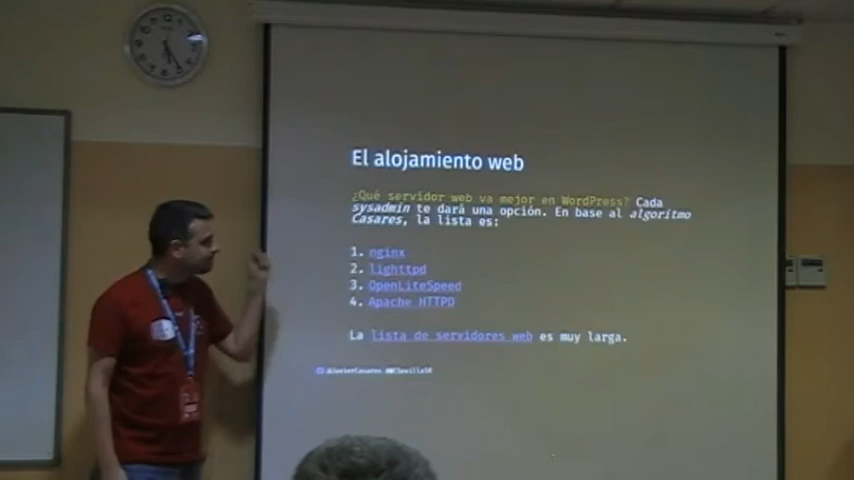 El alojamiento web
¿Qué servidor web va mejor en WordPress? Cada
sysadmin te dará una opción. En base al algoritmo
Casares, la lista es:
1. nginx
2. lighttpd
3. OpenLiteSpeed
4. Apache HTTPD
La lista de servidores web es muy larga.
@JavierCasares